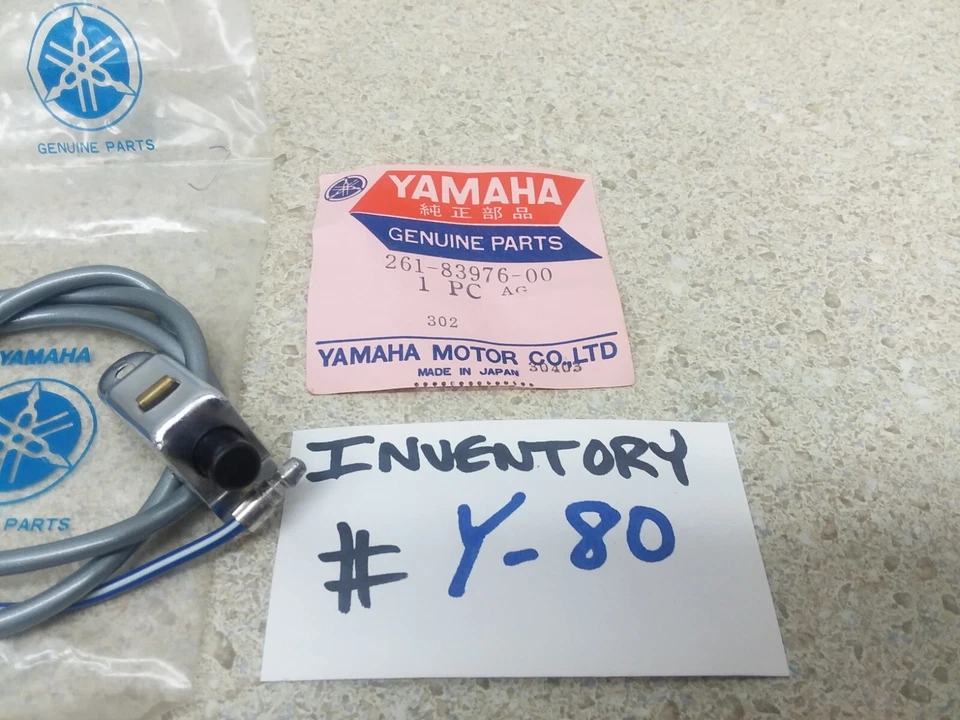 GENUINE PARTS
YAMAHA
PARTS
YAMAHA
純正部品
GENUINE PARTS
261-83976-00
1 PC AG
302
YAMAHA MOTOR CO.,LTD
MADE IN JAPAN 30403
INVENTORY
# Y-80